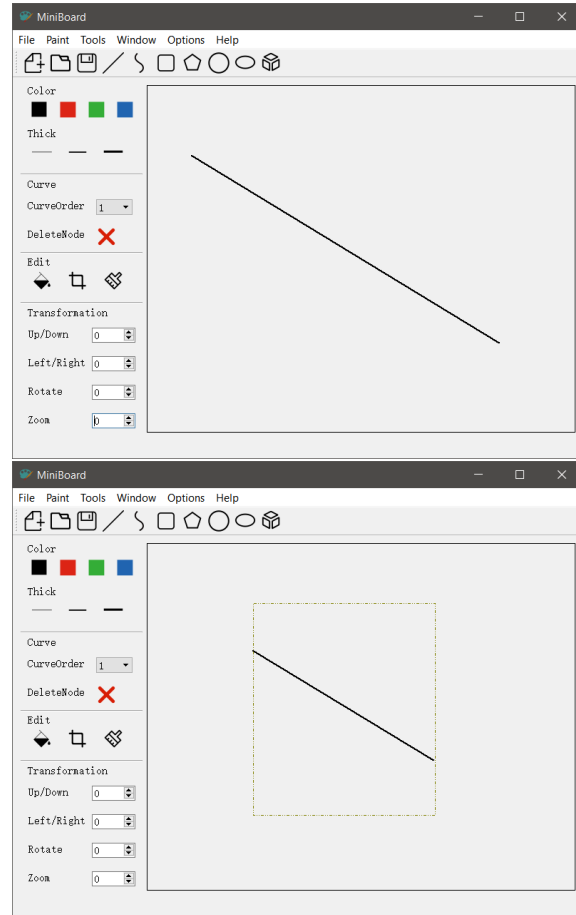 MiniBoard
File Paint Tools Window Options Help
Color
Thick
Curve
CurveOrder 1
DeleteNode
Edit
Transformation
Up/Down 0
Left/Right 0
Rotate 0
Zoom 0
MiniBoard
File Paint Tools Window Options Help
Color
Thick
Curve
CurveOrder 1
DeleteNode
Edit
Transformation
Up/Down 0
Left/Right 0
Rotate 0
Zoom 0